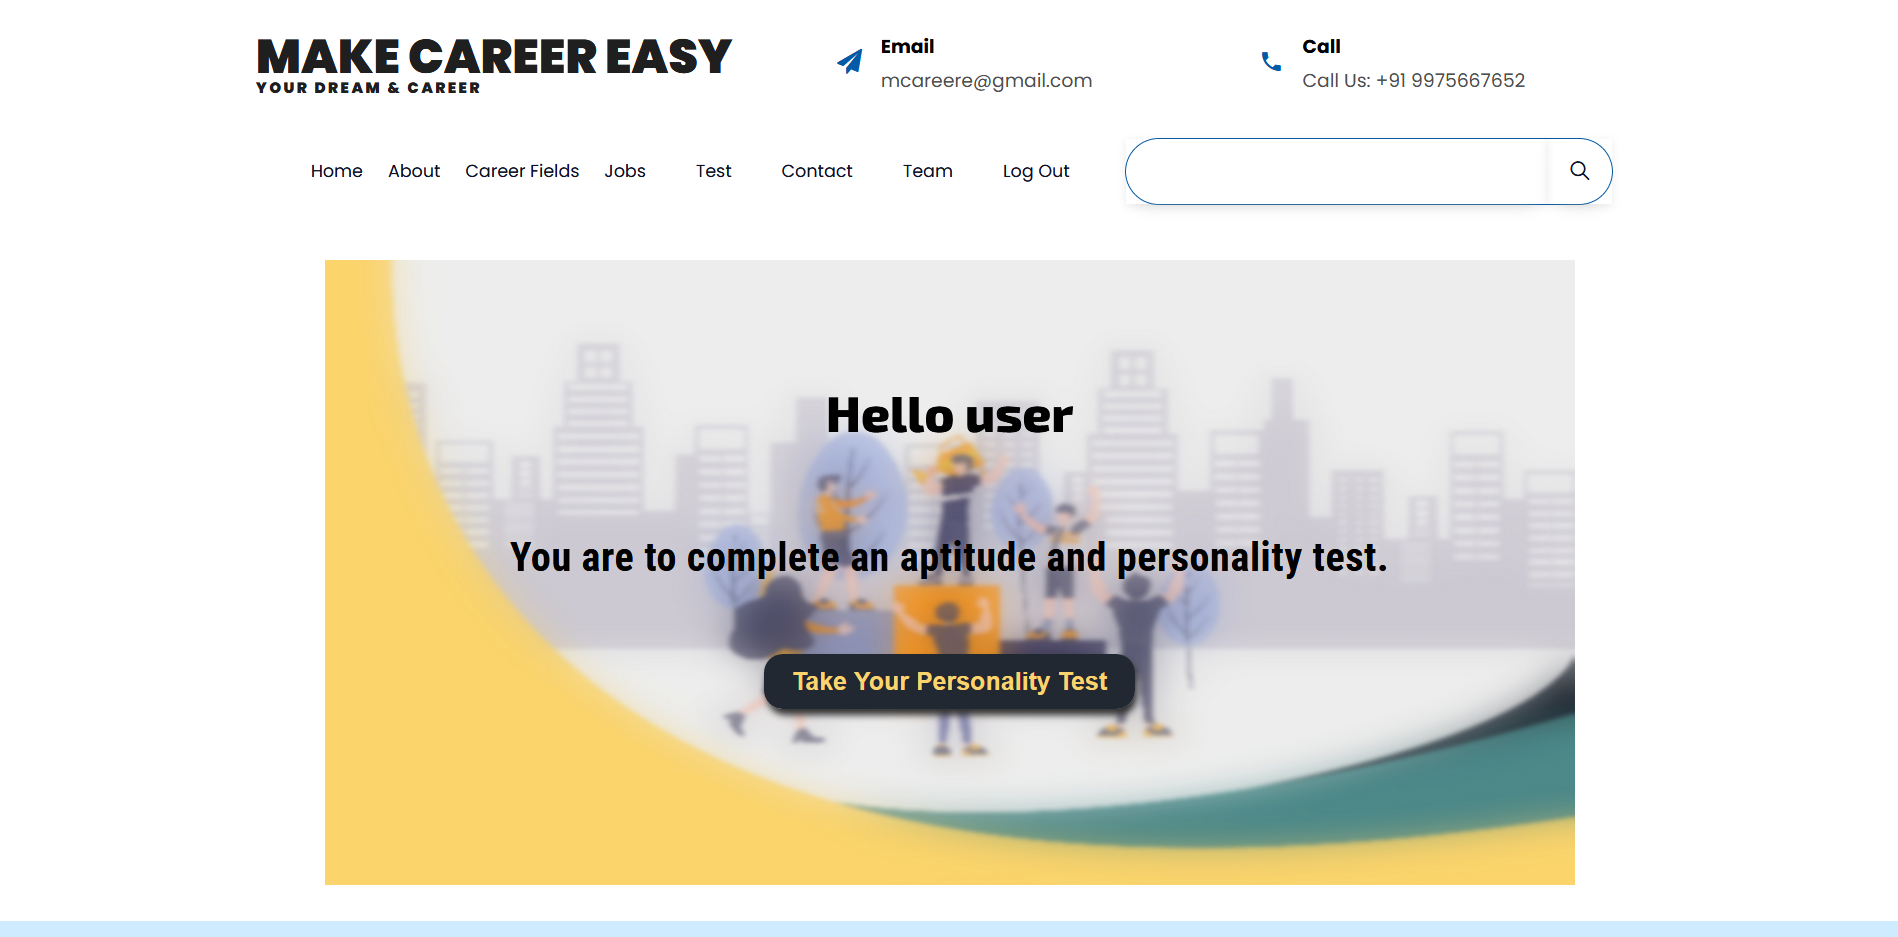 MAKE CAREER EASY
YOUR DREAM & CAREER
Email
mcareere@gmail.com
Call
Call Us: +91 9975667652
Home About Career Fields Jobs Test Contact Team Log Out
Hello user
You are to complete an aptitude and personality test.
Take Your Personality Test